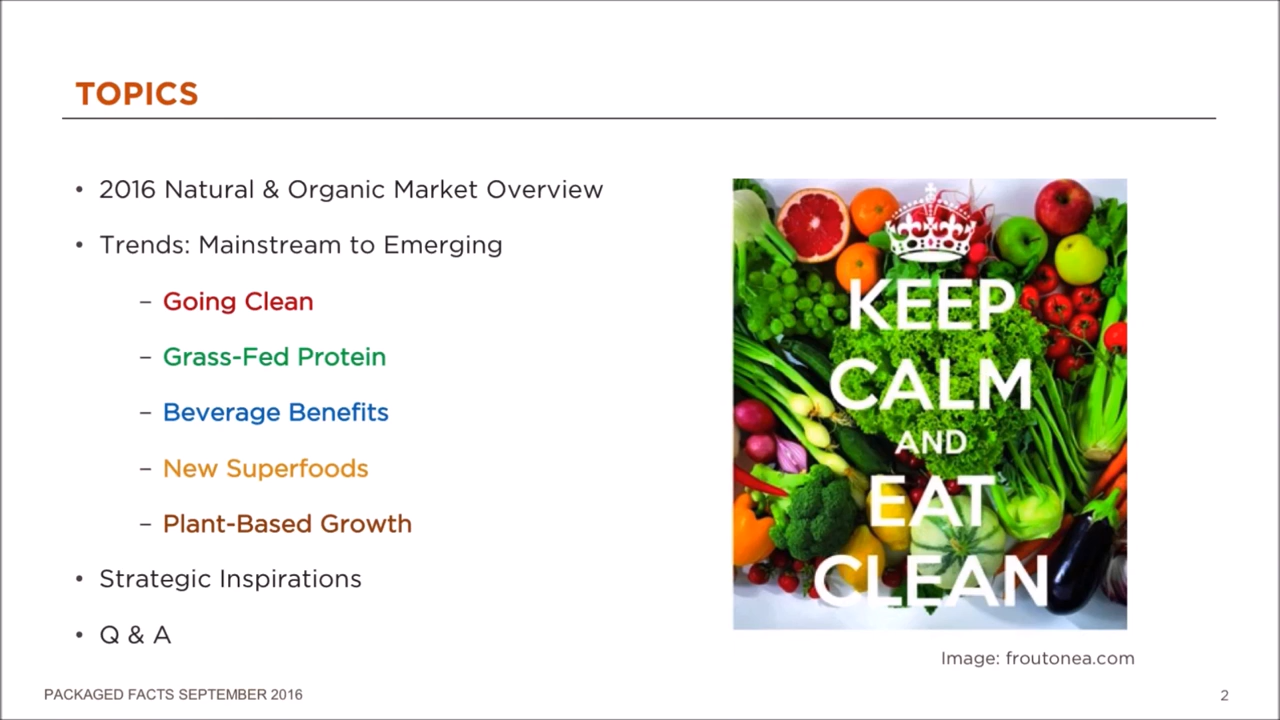 TOPICS
• 2016 Natural & Organic Market Overview
• Trends: Mainstream to Emerging
– Going Clean
– Grass-Fed Protein
– Beverage Benefits
– New Superfoods
– Plant-Based Growth
• Strategic Inspirations
• Q & A
KEEP
CALM
AND
EAT
CLEAN
Image: froutonea.com
PACKAGED FACTS SEPTEMBER 2016
2